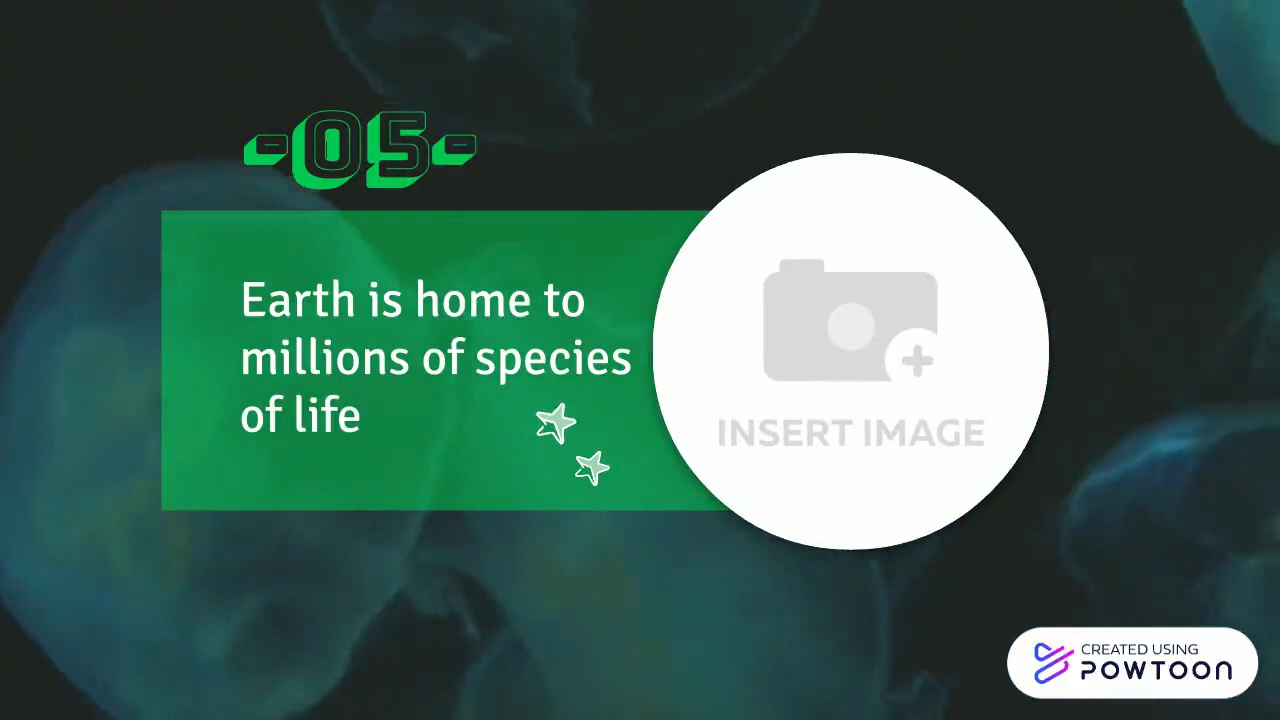 -05-
Earth is home to
millions of species
of life
INSERT IMAGE
CREATED USING
POWTOON